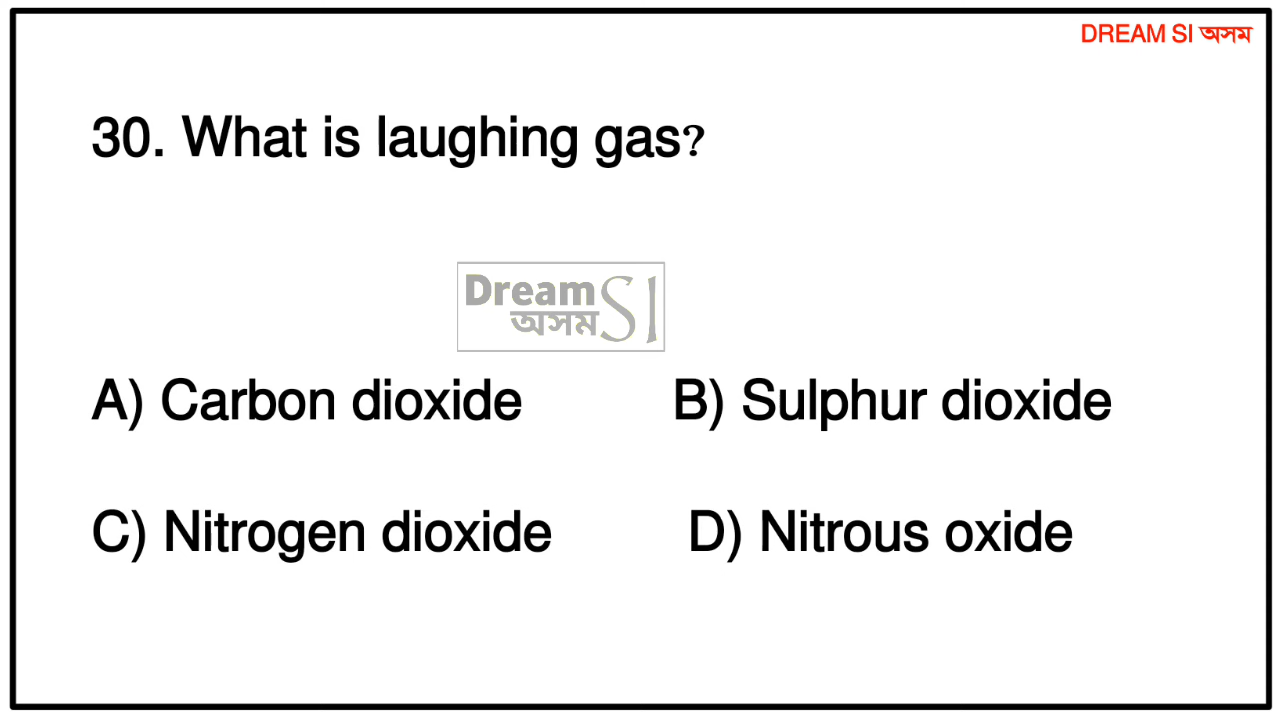 DREAM SI অসম
30. What is laughing gas?
Dream SI
অসম
A) Carbon dioxide B) Sulphur dioxide
C) Nitrogen dioxide D) Nitrous oxide